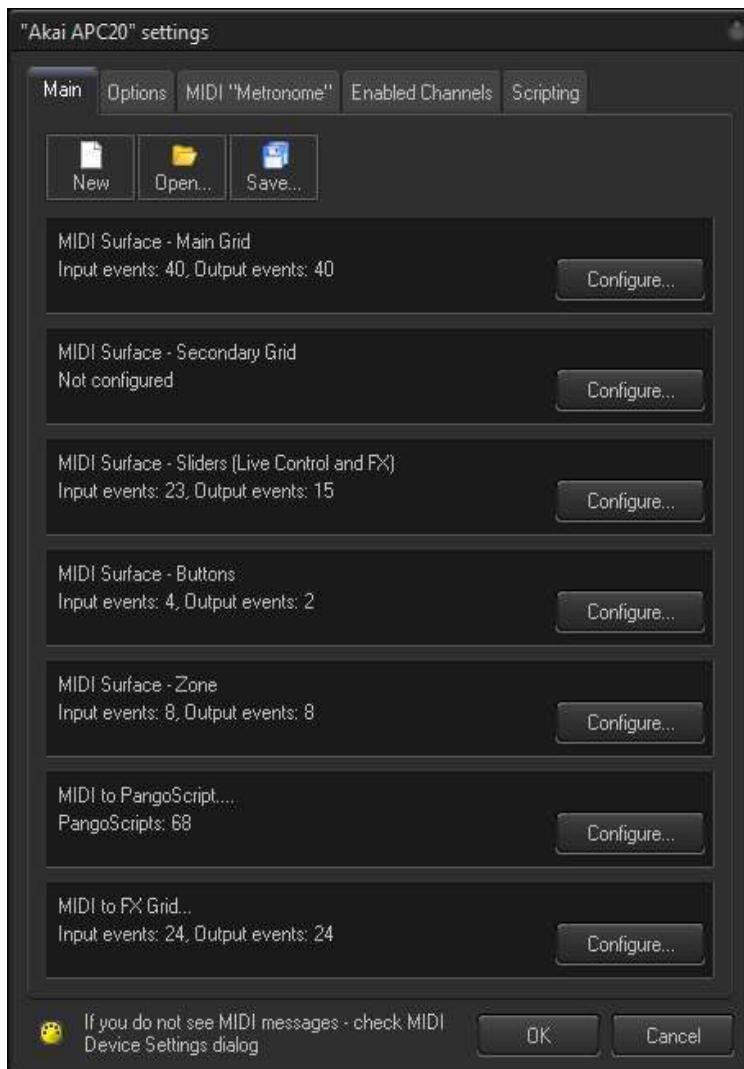 "Akai APC20" settings
Main Options MIDI "Metronome" Enabled Channels Scripting
New Open... Save...
MIDI Surface - Main Grid
Input events: 40, Output events: 40
Configure...
MIDI Surface - Secondary Grid
Not configured
Configure...
MIDI Surface - Sliders (Live Control and FX)
Input events: 23, Output events: 15
Configure...
MIDI Surface - Buttons
Input events: 4, Output events: 2
Configure...
MIDI Surface - Zone
Input events: 8, Output events: 8
Configure...
MIDI to PangoScript....
PangoScripts: 68
Configure...
MIDI to FX Grid...
Input events: 24, Output events: 24
Configure...
If you do not see MIDI messages - check MIDI
Device Settings dialog
OK Cancel